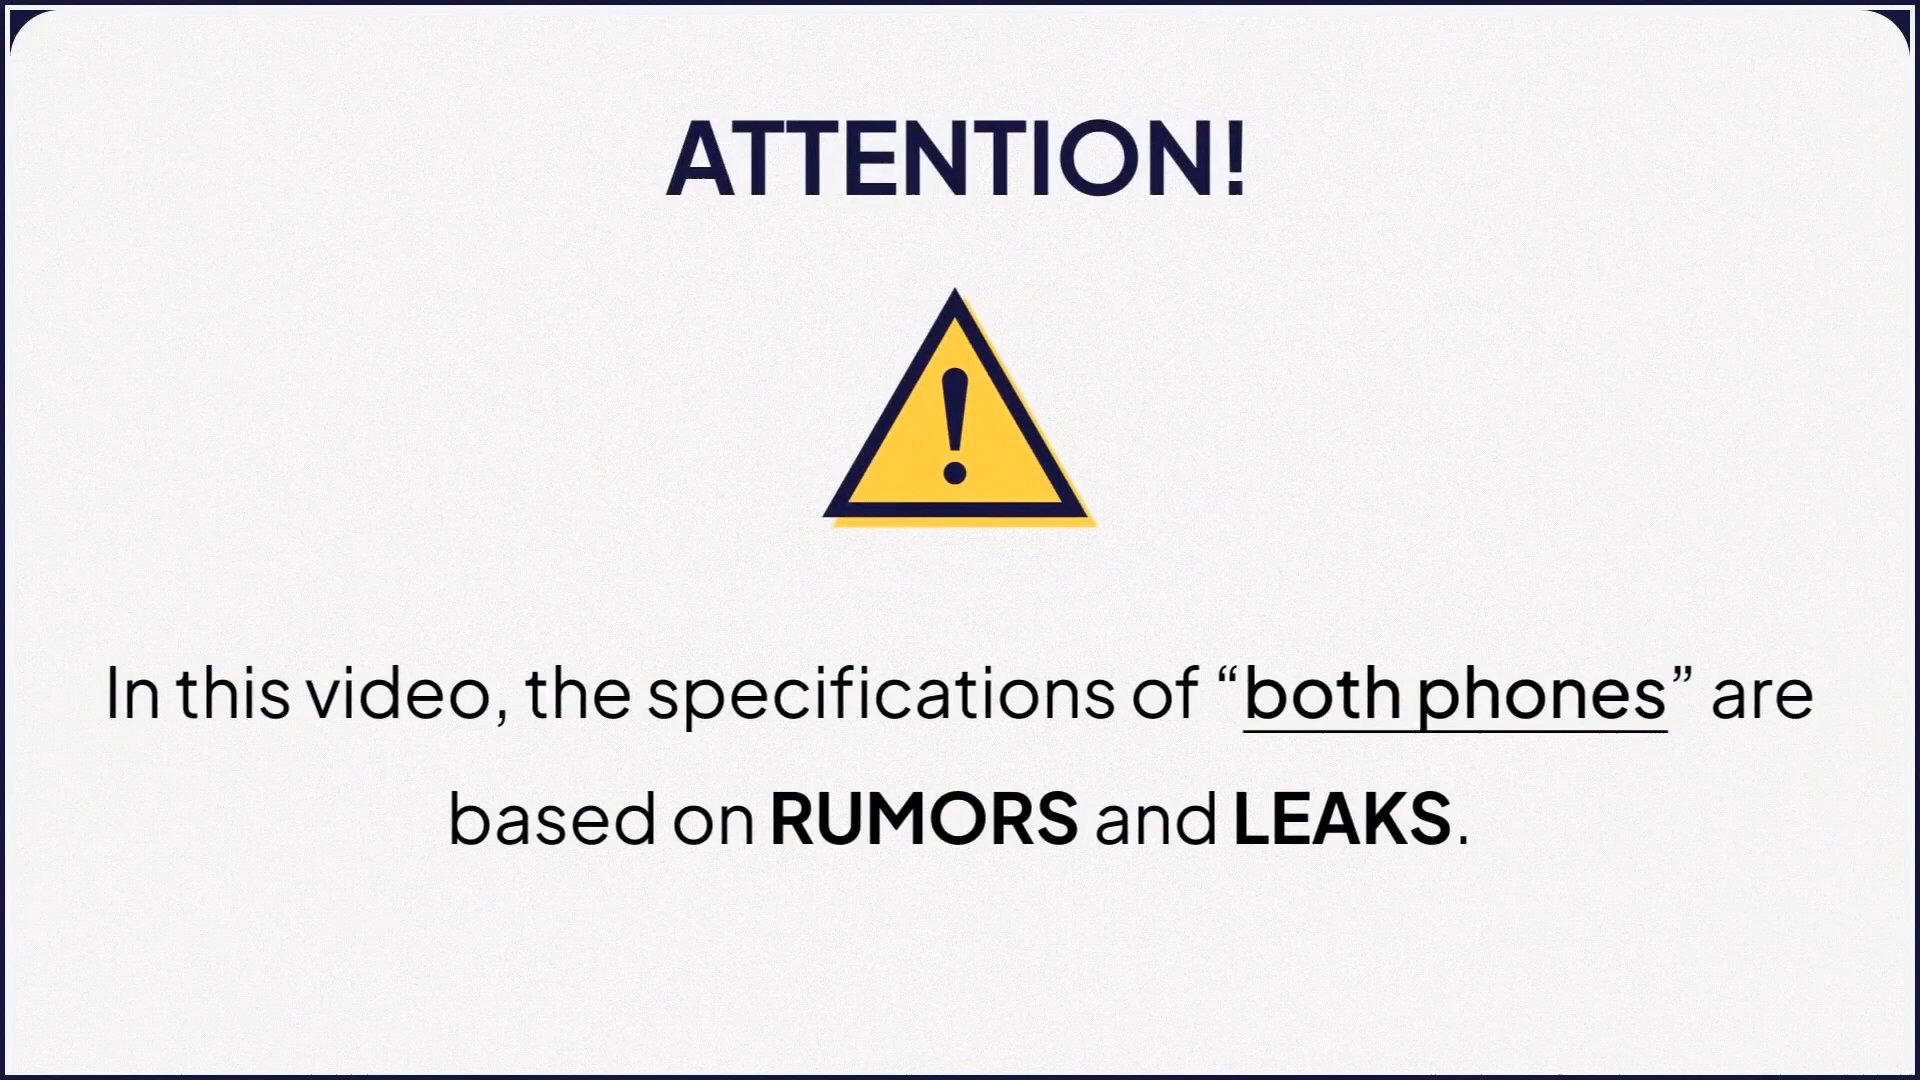 ATTENTION!
In this video, the specifications of “both phones” are
based on RUMORS and LEAKS.